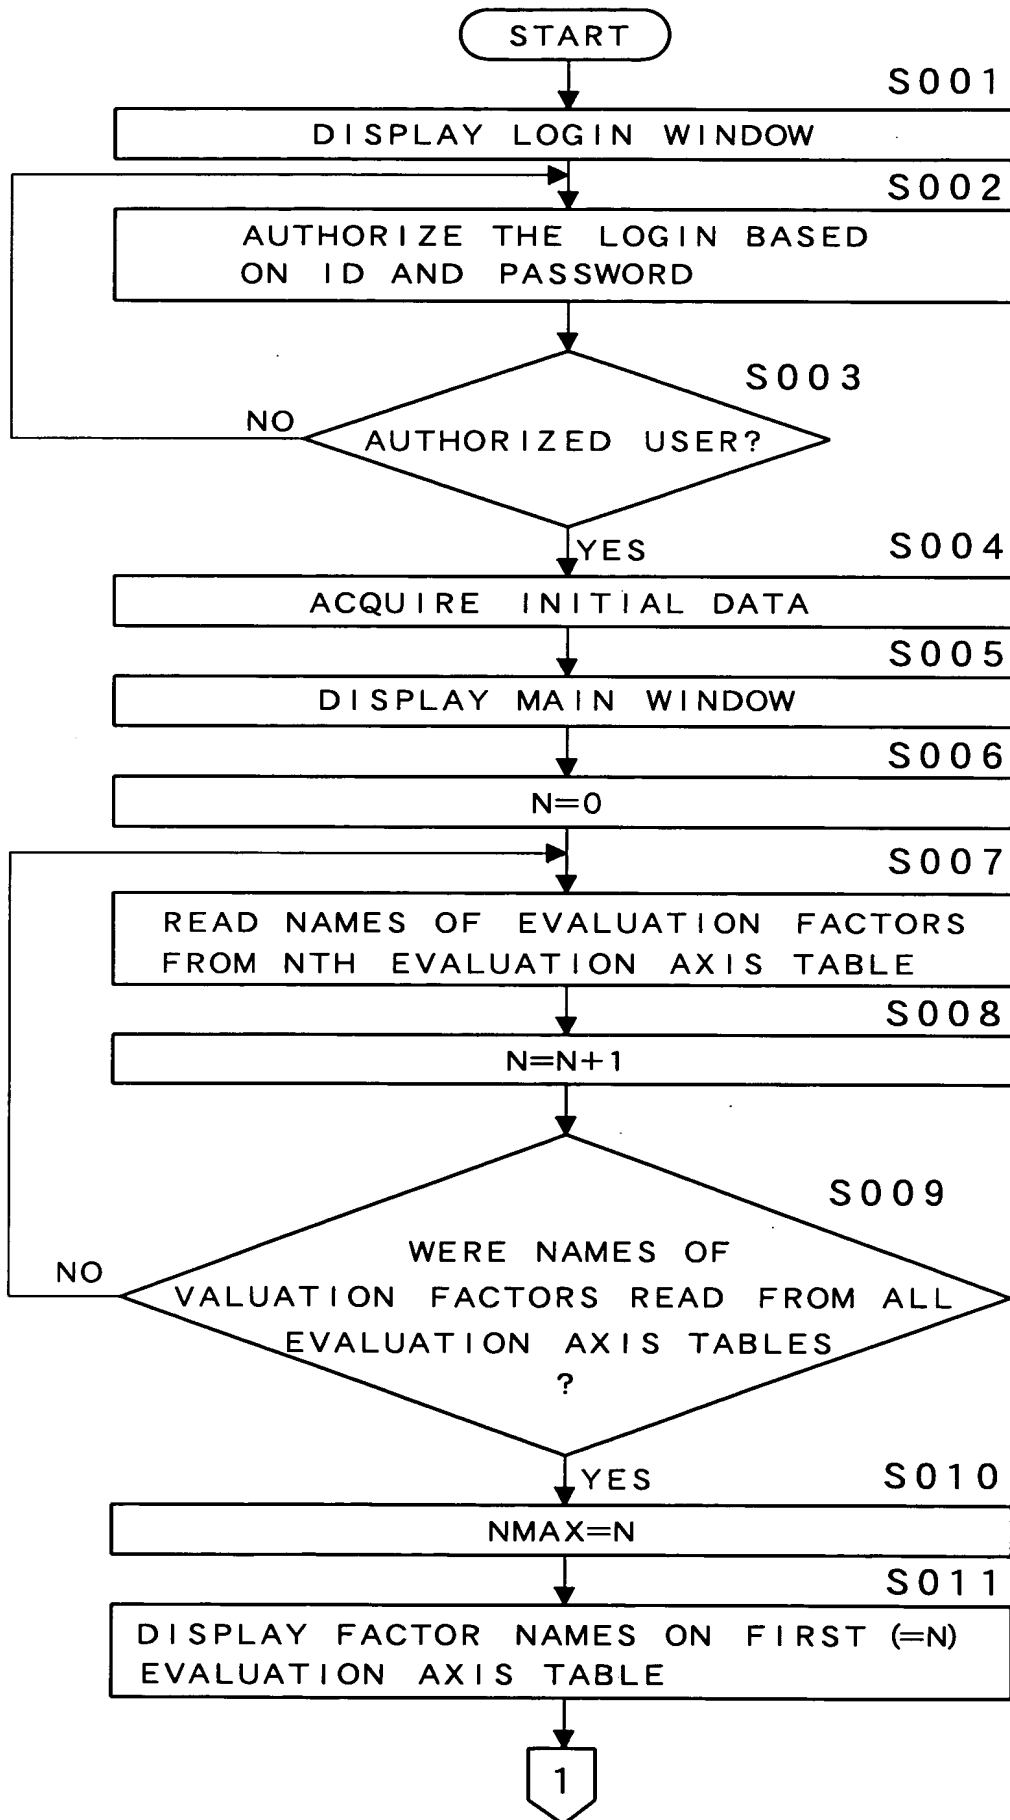 START
S001
DISPLAY LOGIN WINDOW
S002
AUTHORIZE THE LOGIN BASED
ON ID AND PASSWORD
S003
NO
AUTHORIZED USER?
YES
S004
ACQUIRE INITIAL DATA
S005
DISPLAY MAIN WINDOW
S006
N=0
S007
READ NAMES OF EVALUATION FACTORS
FROM NTH EVALUATION AXIS TABLE
S008
N=N+1
S009
NO
WERE NAMES OF
VALUATION FACTORS READ FROM ALL
EVALUATION AXIS TABLES
?
YES
S010
NMAX=N
S011
DISPLAY FACTOR NAMES ON FIRST (=N)
EVALUATION AXIS TABLE
1